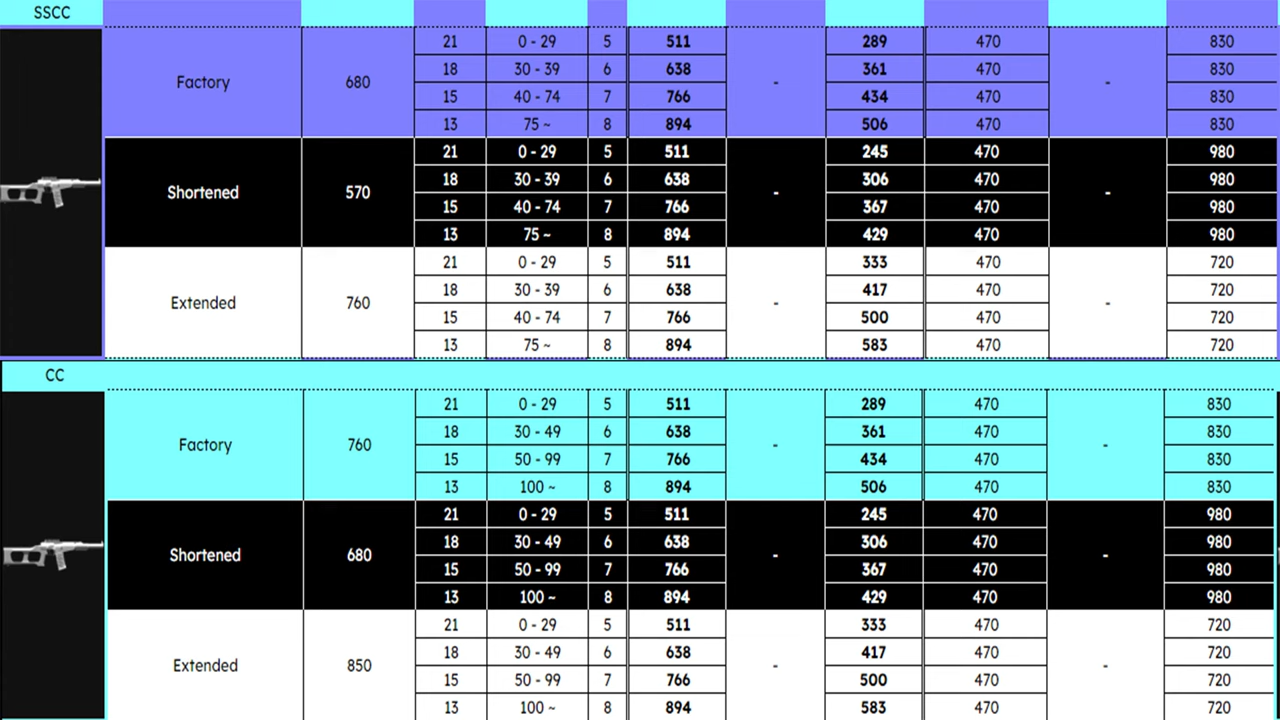 SSCC
21 0 - 29 5 511 289 470 830
18 30 - 39 6 638 361 470 830
Factory 680 - -
15 40 - 74 7 766 434 470 830
13 75 ~ 8 894 506 470 830
21 0 - 29 5 511 245 470 980
18 30 - 39 6 638 306 470 980
Shortened 570 - -
15 40 - 74 7 766 367 470 980
13 75 ~ 8 894 429 470 980
21 0 - 29 5 511 333 470 720
18 30 - 39 6 638 417 470 720
Extended 760 - -
15 40 - 74 7 766 500 470 720
13 75 ~ 8 894 583 470 720
CC
21 0 - 29 5 511 289 470 830
18 30 - 49 6 638 361 470 830
Factory 760 - -
15 50 - 99 7 766 434 470 830
13 100 ~ 8 894 506 470 830
21 0 - 29 5 511 245 470 980
18 30 - 49 6 638 306 470 980
Shortened 680 - -
15 50 - 99 7 766 367 470 980
13 100 ~ 8 894 429 470 980
21 0 - 29 5 511 333 470 720
18 30 - 49 6 638 417 470 720
Extended 850 - -
15 50 - 99 7 766 500 470 720
13 100 ~ 8 894 583 470 720